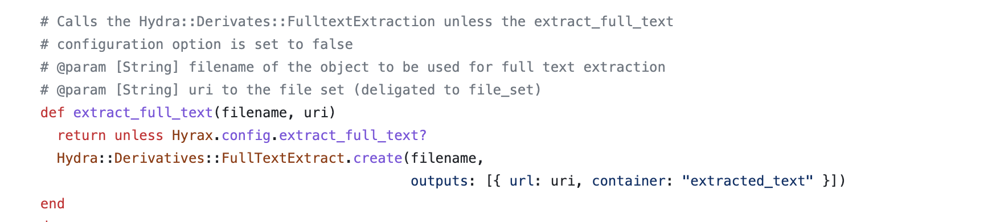 # Calls the Hydra::Derivates::FulltextExtraction unless the extract_full_text
# configuration option is set to false
# @param [String] filename of the object to be used for full text extraction
# @param [String] uri to the file set (deligated to file_set)
def extract_full_text(filename, uri)
  return unless Hyrax.config.extract_full_text?
  Hydra::Derivatives::FullTextExtract.create(filename,
                                             outputs: [{ url: uri, container: "extracted_text" }])
end